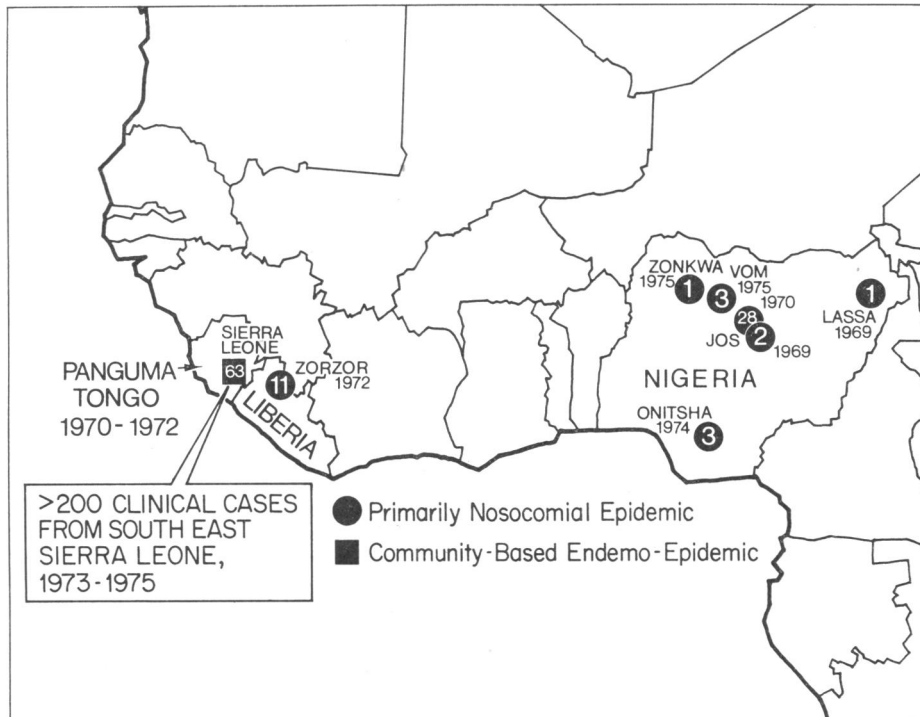 ZONKWA
1975
1
VOM
1975
3
1970
28
JOS
2
1969
1
LASSA
1969
NIGERIA
ONITSHA
1974
3
SIERRA
LEONE
63
ZORZOR
1972
11
LIBERIA
PANGUMA
TONGO
1970-1972
>200 CLINICAL CASES
FROM SOUTH EAST
SIERRA LEONE,
1973-1975
Primarily Nosocomial Epidemic
Community-Based Endemo-Epidemic